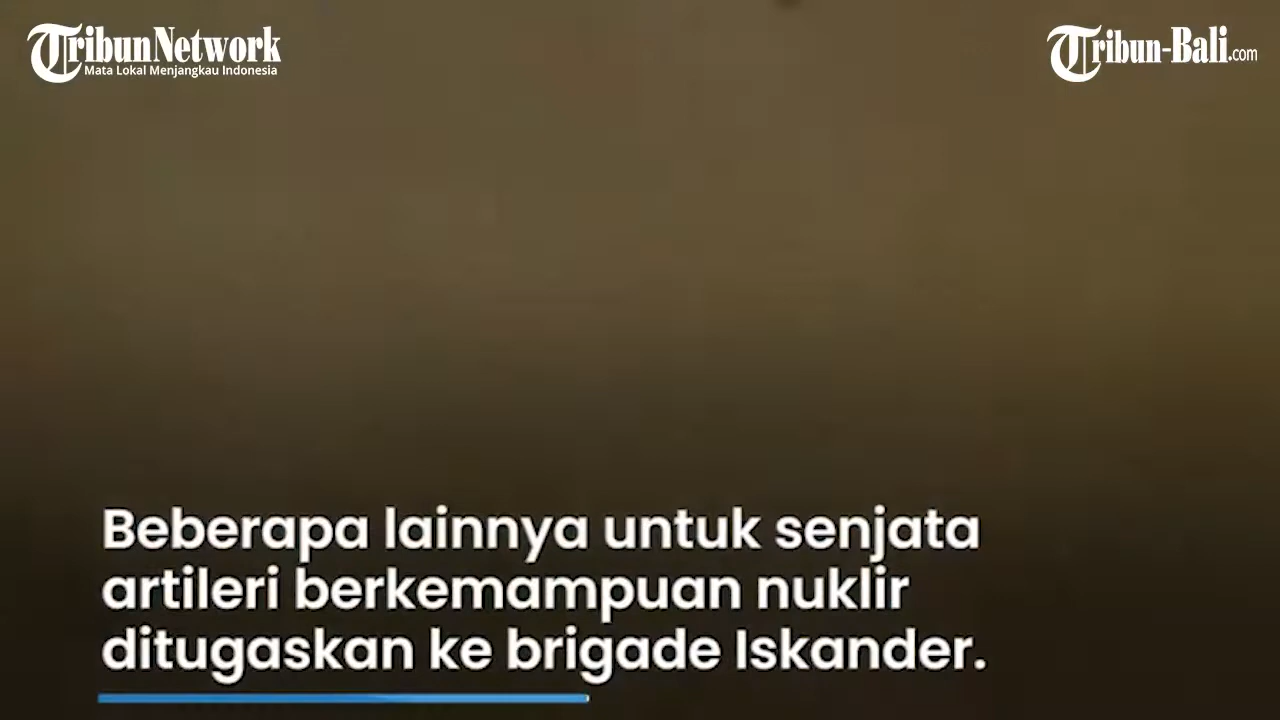 TribunNetwork
Mata Lokal Menjangkau Indonesia
Tribun-Bali.com
Beberapa lainnya untuk senjata
artileri berkemampuan nuklir
ditugaskan ke brigade Iskander.